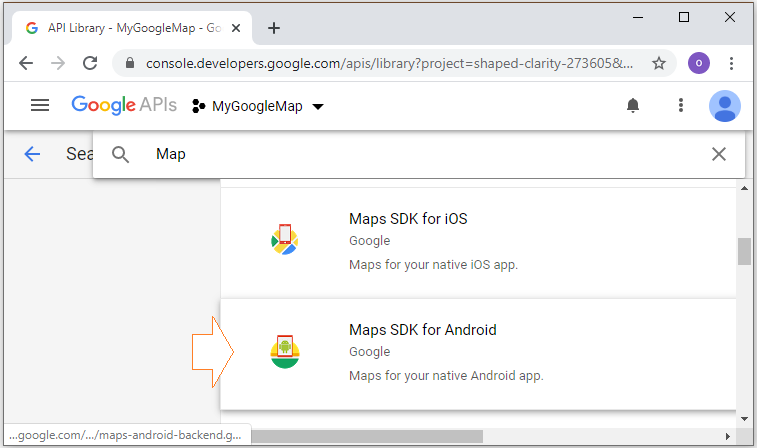 API Library - MyGoogleMap - Go
console.developers.google.com/apis/library?project=shaped-clarity-273605&...
O
Google APIs MyGoogleMap
Sea
Map
Maps SDK for iOS
Google
Maps for your native iOS app.
Maps SDK for Android
Google
Maps for your native Android app.
...google.com/.../maps-android-backend.g...